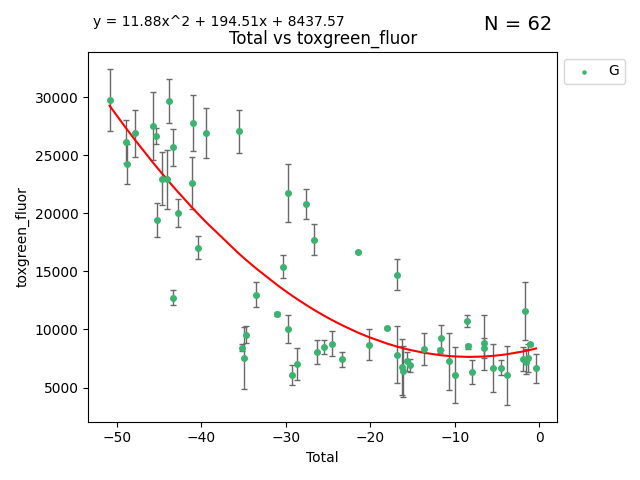 y = 11.88x^2 + 194.51x + 8437.57
N = 62
Total vs toxgreen_fluor
G
toxgreen_fluor
30000
25000
20000
15000
10000
5000
−50
−40
−30
−20
−10
0
Total